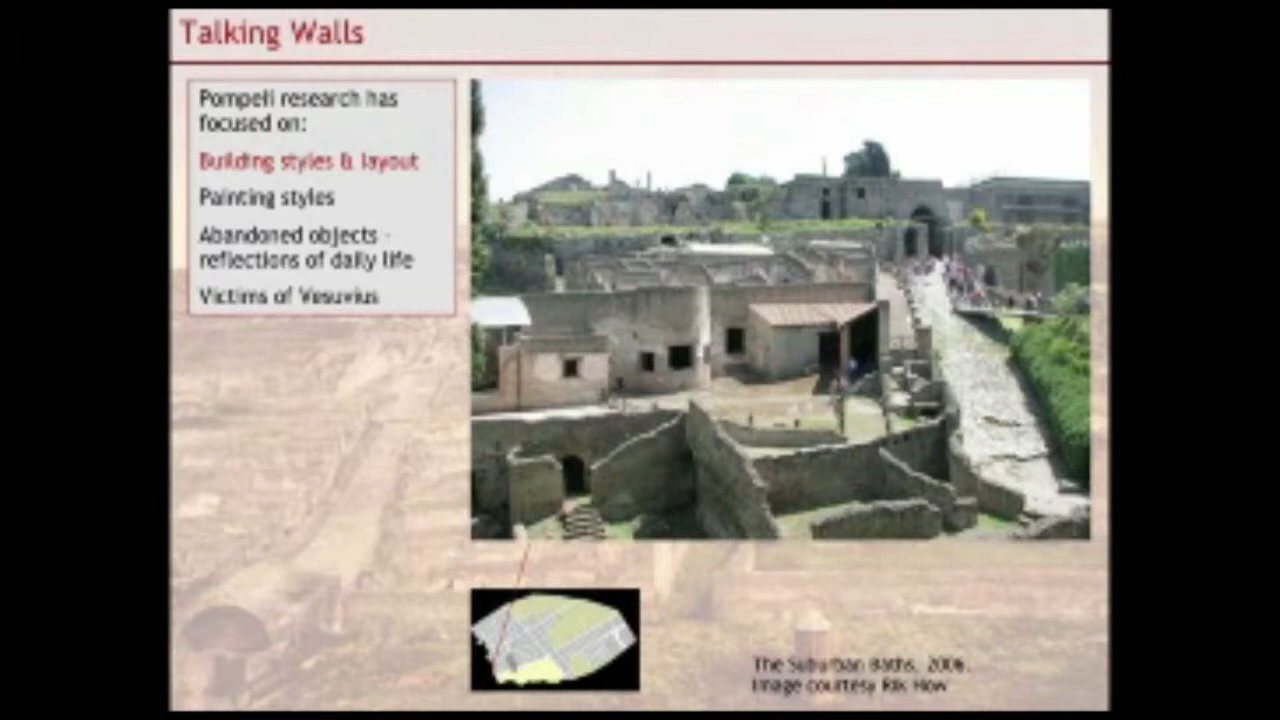 Talking Walls
Pompeii research has
focused on:
Building styles & layout
Painting styles
Abandoned objects -
reflections of daily life
Victims of Vesuvius
The Suburban Baths, 2006.
Image courtesy Rik How